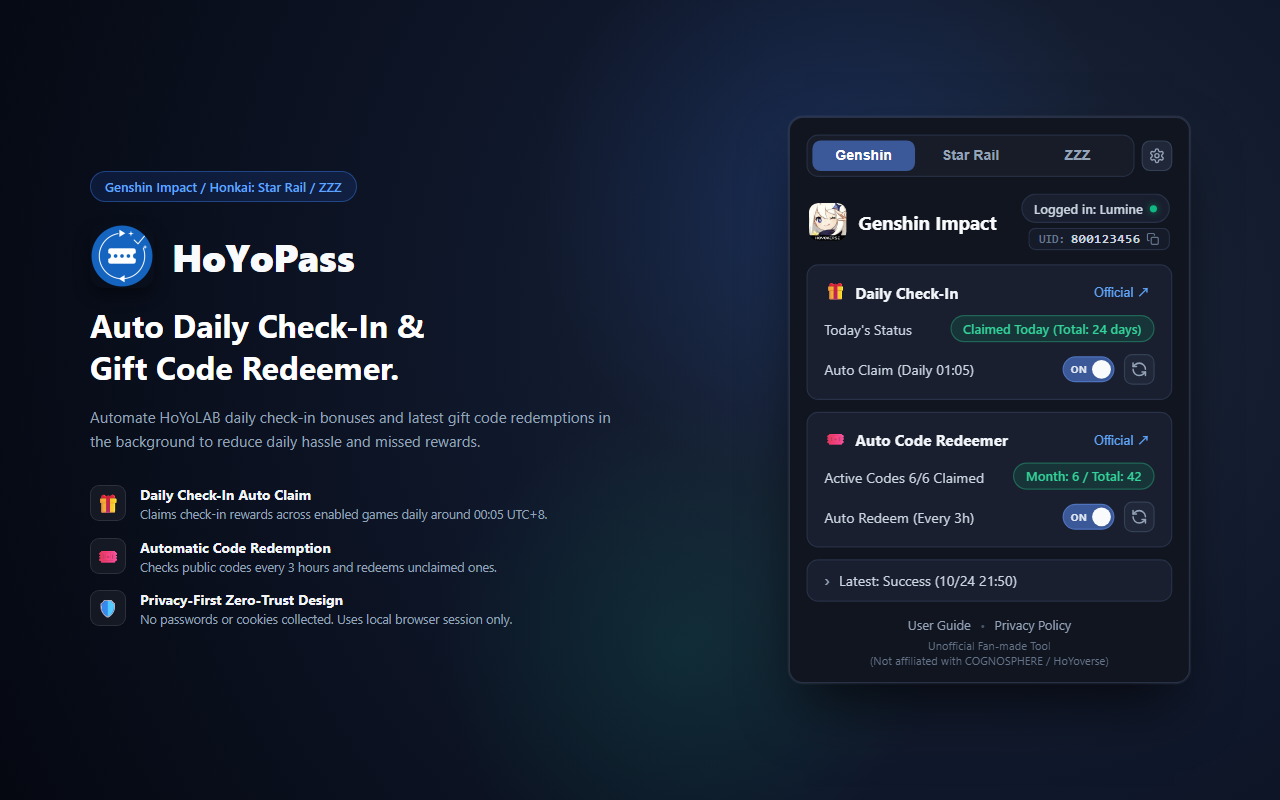 Genshin Impact / Honkai: Star Rail / ZZZ
HoYoPass
Auto Daily Check-In &
Gift Code Redeemer.
Automate HoYoLAB daily check-in bonuses and latest gift code redemptions in
the background to reduce daily hassle and missed rewards.
Daily Check-In Auto Claim
Claims check-in rewards across enabled games daily around 00:05 UTC+8.
Automatic Code Redemption
Checks public codes every 3 hours and redeems unclaimed ones.
Privacy-First Zero-Trust Design
No passwords or cookies collected. Uses local browser session only.
Genshin Star Rail ZZZ
Genshin Impact
Logged in: Lumine
UID: 800123456
Daily Check-In Official ↗
Today's Status Claimed Today (Total: 24 days)
Auto Claim (Daily 01:05) ON
Auto Code Redeemer Official ↗
Active Codes 6/6 Claimed Month: 6 / Total: 42
Auto Redeem (Every 3h) ON
› Latest: Success (10/24 21:50)
User Guide • Privacy Policy
Unofficial Fan-made Tool
(Not affiliated with COGNOSPHERE / HoYoverse)